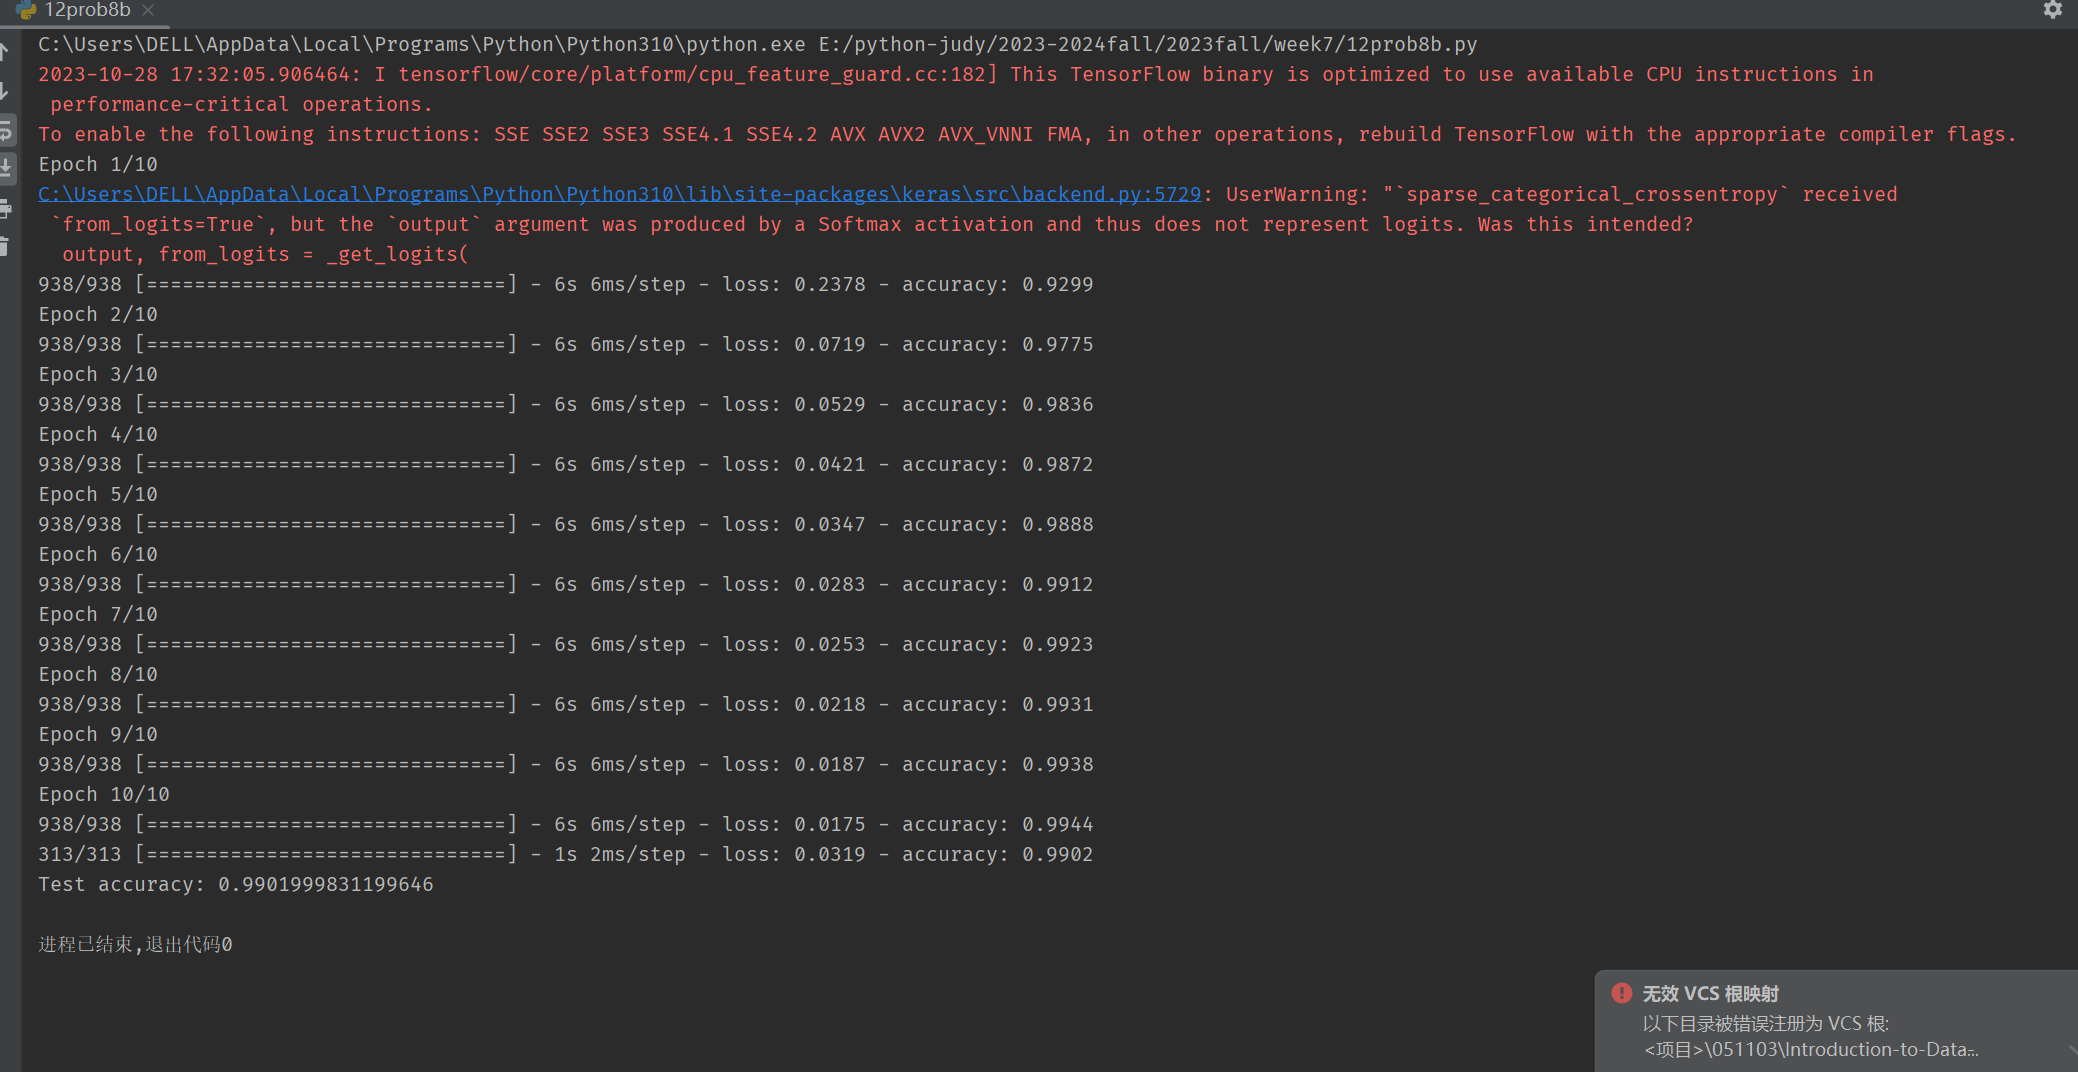 12prob8b
C:\Users\DELL\AppData\Local\Programs\Python\Python310\python.exe E:/python-judy/2023-2024fall/2023fall/week7/12prob8b.py
2023-10-28 17:32:05.906464: I tensorflow/core/platform/cpu_feature_guard.cc:182] This TensorFlow binary is optimized to use available CPU instructions in
performance-critical operations.
To enable the following instructions: SSE SSE2 SSE3 SSE4.1 SSE4.2 AVX AVX2 AVX_VNNI FMA, in other operations, rebuild TensorFlow with the appropriate compiler flags.
Epoch 1/10
C:\Users\DELL\AppData\Local\Programs\Python\Python310\lib\site-packages\keras\src\backend.py:5729: UserWarning: "`sparse_categorical_crossentropy` received
`from_logits=True`, but the `output` argument was produced by a Softmax activation and thus does not represent logits. Was this intended?
output, from_logits = _get_logits(
938/938 [==============================] - 6s 6ms/step - loss: 0.2378 - accuracy: 0.9299
Epoch 2/10
938/938 [==============================] - 6s 6ms/step - loss: 0.0719 - accuracy: 0.9775
Epoch 3/10
938/938 [==============================] - 6s 6ms/step - loss: 0.0529 - accuracy: 0.9836
Epoch 4/10
938/938 [==============================] - 6s 6ms/step - loss: 0.0421 - accuracy: 0.9872
Epoch 5/10
938/938 [==============================] - 6s 6ms/step - loss: 0.0347 - accuracy: 0.9888
Epoch 6/10
938/938 [==============================] - 6s 6ms/step - loss: 0.0283 - accuracy: 0.9912
Epoch 7/10
938/938 [==============================] - 6s 6ms/step - loss: 0.0253 - accuracy: 0.9923
Epoch 8/10
938/938 [==============================] - 6s 6ms/step - loss: 0.0218 - accuracy: 0.9931
Epoch 9/10
938/938 [==============================] - 6s 6ms/step - loss: 0.0187 - accuracy: 0.9938
Epoch 10/10
938/938 [==============================] - 6s 6ms/step - loss: 0.0175 - accuracy: 0.9944
313/313 [==============================] - 1s 2ms/step - loss: 0.0319 - accuracy: 0.9902
Test accuracy: 0.9901999831199646
进程已结束,退出代码0
无效 VCS 根映射
以下目录被错误注册为 VCS 根:
<项目>\051103\Introduction-to-Data...